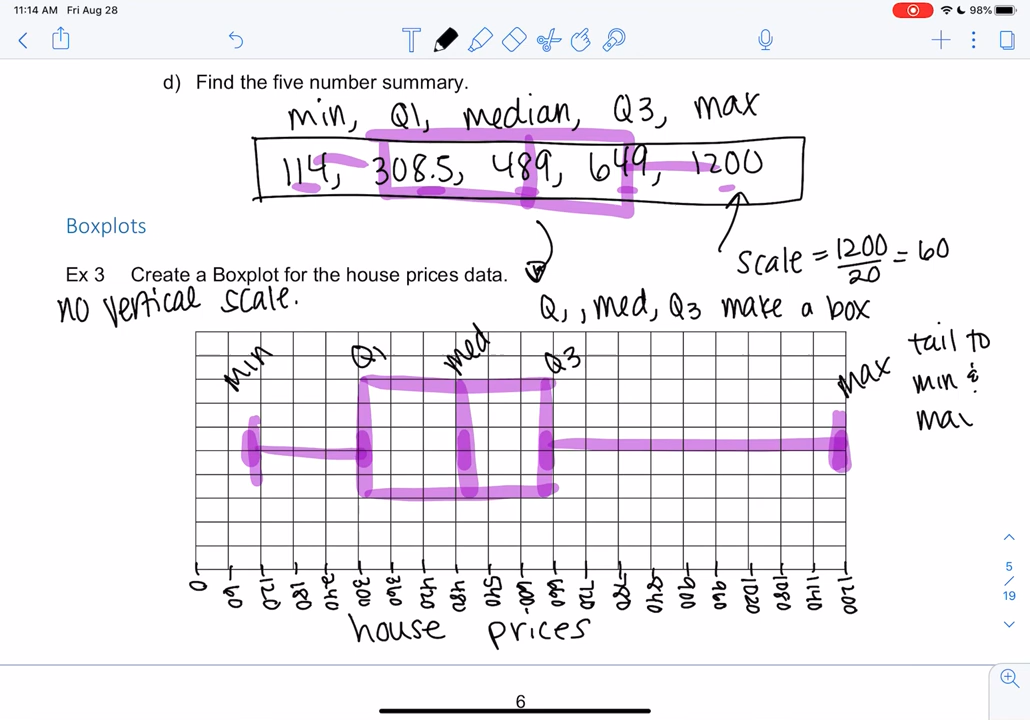 11:14 AM Fri Aug 28
98%
d) Find the five number summary.
min, Q1, median, Q3, max
114, 308.5, 489, 649, 1200
Boxplots
scale = 1200/20 = 60
Ex 3 Create a Boxplot for the house prices data.
no vertical scale.
Q1, med, Q3 make a box
tail to
min &
max
min Q1 med Q3 max
0 60 120 180 240 300 360 420 480 540 600 660 720 780 840 900 960 1020 1080 1140 1200
house prices
5
/
19
6